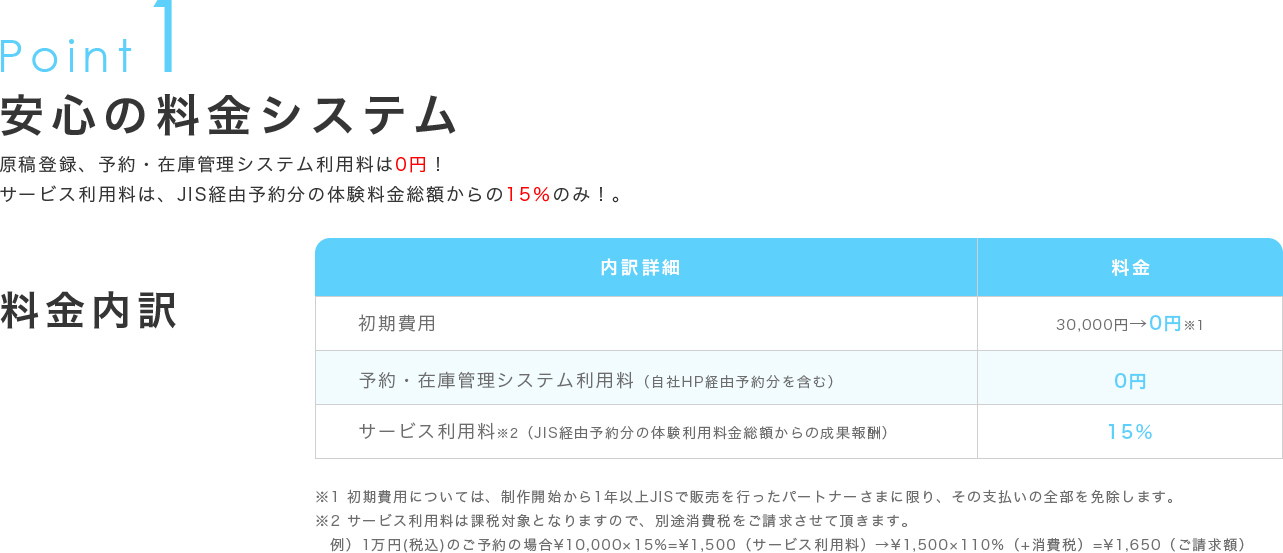 Point 1
安心の料金システム
原稿登録、予約・在庫管理システム利用料は0円！
サービス利用料は、JIS経由予約分の体験料金総額からの15%のみ！。
料金内訳
内訳詳細 料金
初期費用 30,000円→0円※1
予約・在庫管理システム利用料（自社HP経由予約分を含む） 0円
サービス利用料※2（JIS経由予約分の体験利用料金総額からの成果報酬） 15%
※1 初期費用については、制作開始から1年以上JISで販売を行ったパートナーさまに限り、その支払いの全部を免除します。
※2 サービス利用料は課税対象となりますので、別途消費税をご請求させて頂きます。
例）1万円(税込)のご予約の場合¥10,000×15%=¥1,500（サービス利用料）→¥1,500×110%（+消費税）=¥1,650（ご請求額）